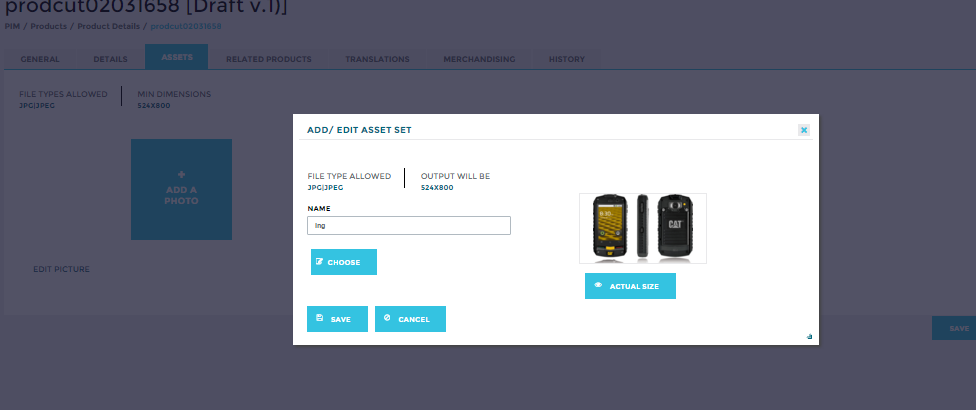 prodcut02031658 [Draft v.1)]
PIM / Products / Product Details / prodcut02031658
GENERAL DETAILS ASSETS RELATED PRODUCTS TRANSLATIONS MERCHANDISING HISTORY
FILE TYPES ALLOWED MIN DIMENSIONS
JPG|JPEG 524X800
+
ADD A
PHOTO
EDIT PICTURE
ADD/ EDIT ASSET SET
FILE TYPE ALLOWED OUTPUT WILL BE
JPG|JPEG 524X800
NAME
Ing
CHOOSE
CAT
ACTUAL SIZE
SAVE CANCEL
SAVE